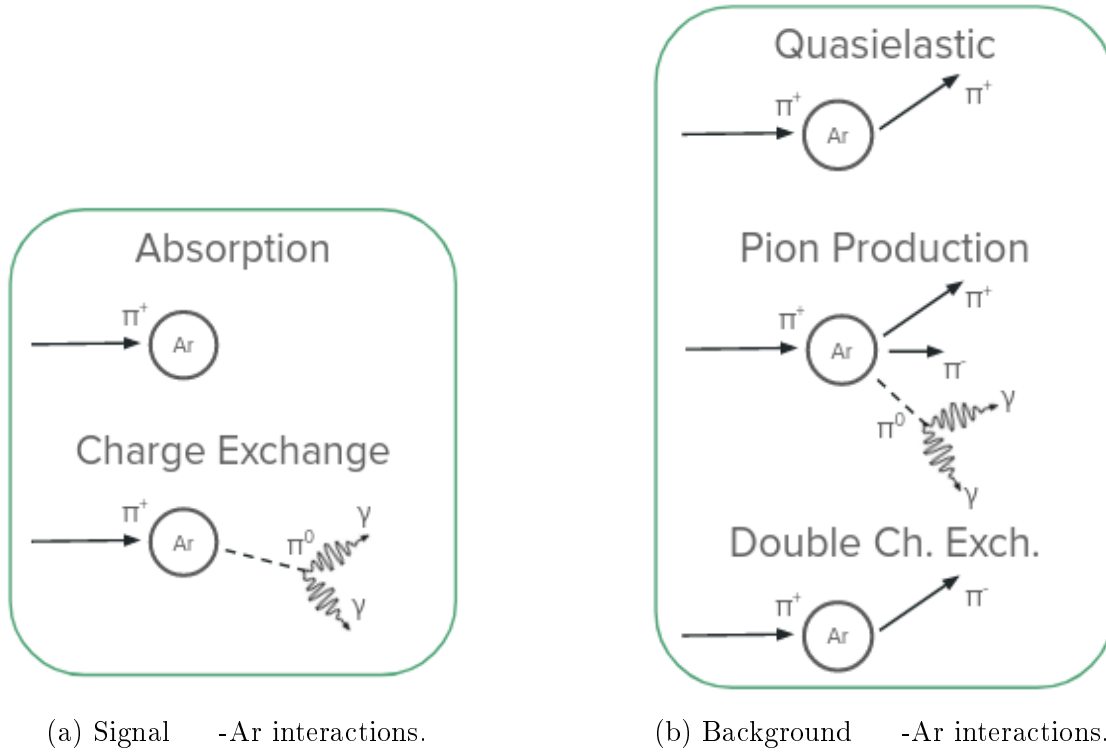 Absorption
π⁺
Ar
Charge Exchange
π⁺
Ar
π⁰
γ
γ
(a) Signal -Ar interactions.
Quasielastic
π⁺
Ar
π⁺
Pion Production
π⁺
Ar
π⁺
π⁻
π⁰
γ
γ
Double Ch. Exch.
π⁺
Ar
π⁻
(b) Background -Ar interactions.